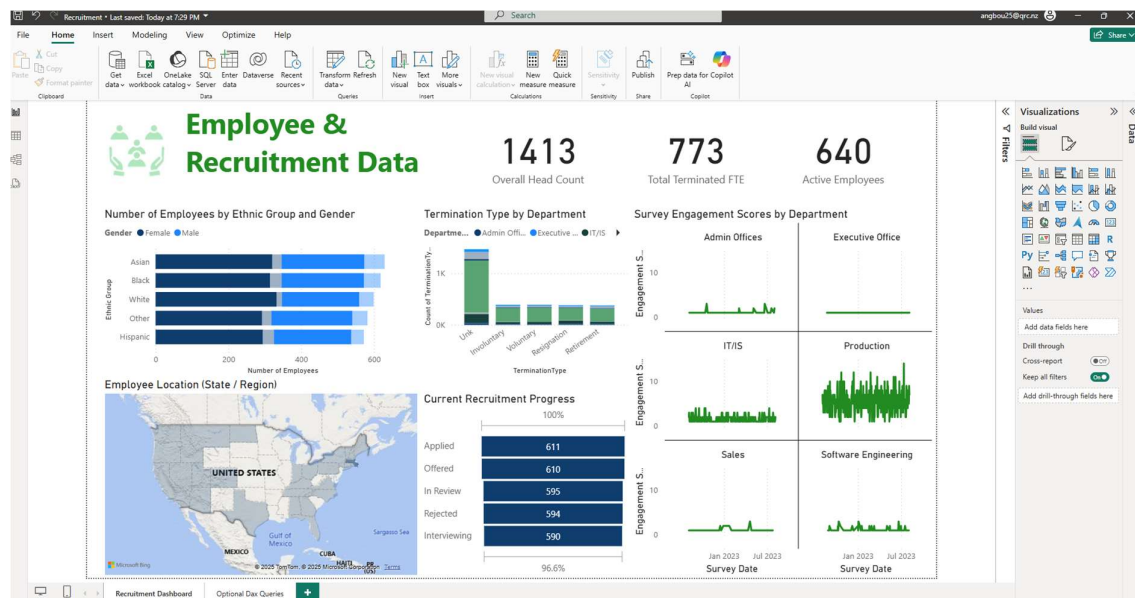 Recruitment • Last saved: Today at 7:29 PM
Search
angbou25@qrc.nz
File Home Insert Modeling View Optimize Help
Share
Paste
Cut
Copy
Format painter
Clipboard
Get data
Excel workbook
OneLake catalog
SQL Server
Enter data
Dataverse
Recent sources
Data
Transform data
Refresh
Queries
New visual
Text box
More visuals
Insert
New visual calculation
New measure
Quick measure
Calculations
Sensitivity
Sensitivity
Publish
Share
Prep data for AI
Copilot
Copilot
Employee &
Recruitment Data
1413
Overall Head Count
773
Total Terminated FTE
640
Active Employees
Number of Employees by Ethnic Group and Gender
Gender Female Male
Ethnic Group
Asian
Black
White
Other
Hispanic
0 200 400 600
Number of Employees
Termination Type by Department
Departme... Admin Offi... Executive ... IT/IS
Count of TerminationTy...
1K
0K
Unk Involuntary Voluntary Resignation Retirement
TerminationType
Survey Engagement Scores by Department
Admin Offices Executive Office
Engagement S...
10
0
IT/IS Production
Engagement S...
10
0
Sales Software Engineering
Engagement S...
10
0
Jan 2023 Jul 2023 Jan 2023 Jul 2023
Survey Date Survey Date
Employee Location (State / Region)
UNITED STATES
Gulf of
Mexico
Sargasso Sea
MEXICO
CUBA
HAITI
PR
(US)
Microsoft Bing
© 2025 TomTom, © 2025 Microsoft Corporation Terms
Current Recruitment Progress
100%
Applied 611
Offered 610
In Review 595
Rejected 594
Interviewing 590
96.6%
Filters
Visualizations
Build visual
R
Py
...
Values
Add data fields here
Drill through
Cross-report Off
Keep all filters On
Add drill-through fields here
Data
Recruitment Dashboard
Optional Dax Queries
+